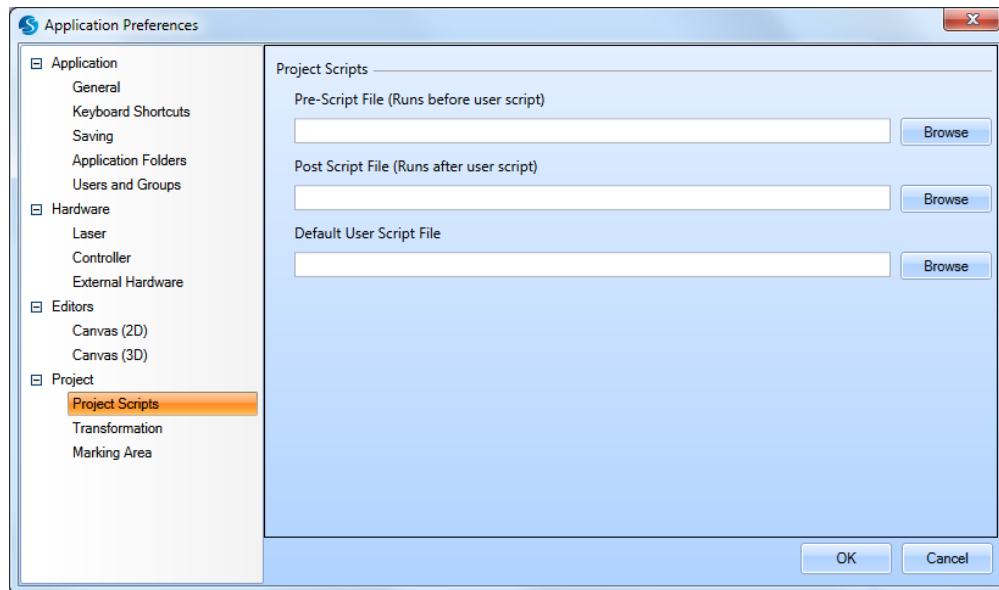 Application Preferences
Application
General
Keyboard Shortcuts
Saving
Application Folders
Users and Groups
Hardware
Laser
Controller
External Hardware
Editors
Canvas (2D)
Canvas (3D)
Project
Project Scripts
Transformation
Marking Area
Project Scripts
Pre-Script File (Runs before user script)
Browse
Post Script File (Runs after user script)
Browse
Default User Script File
Browse
OK
Cancel